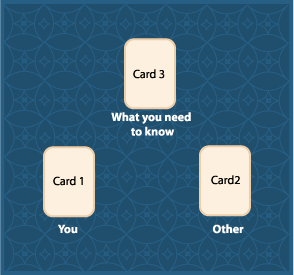 Card 3
What you need
to know
Card 1
Card2
You
Other